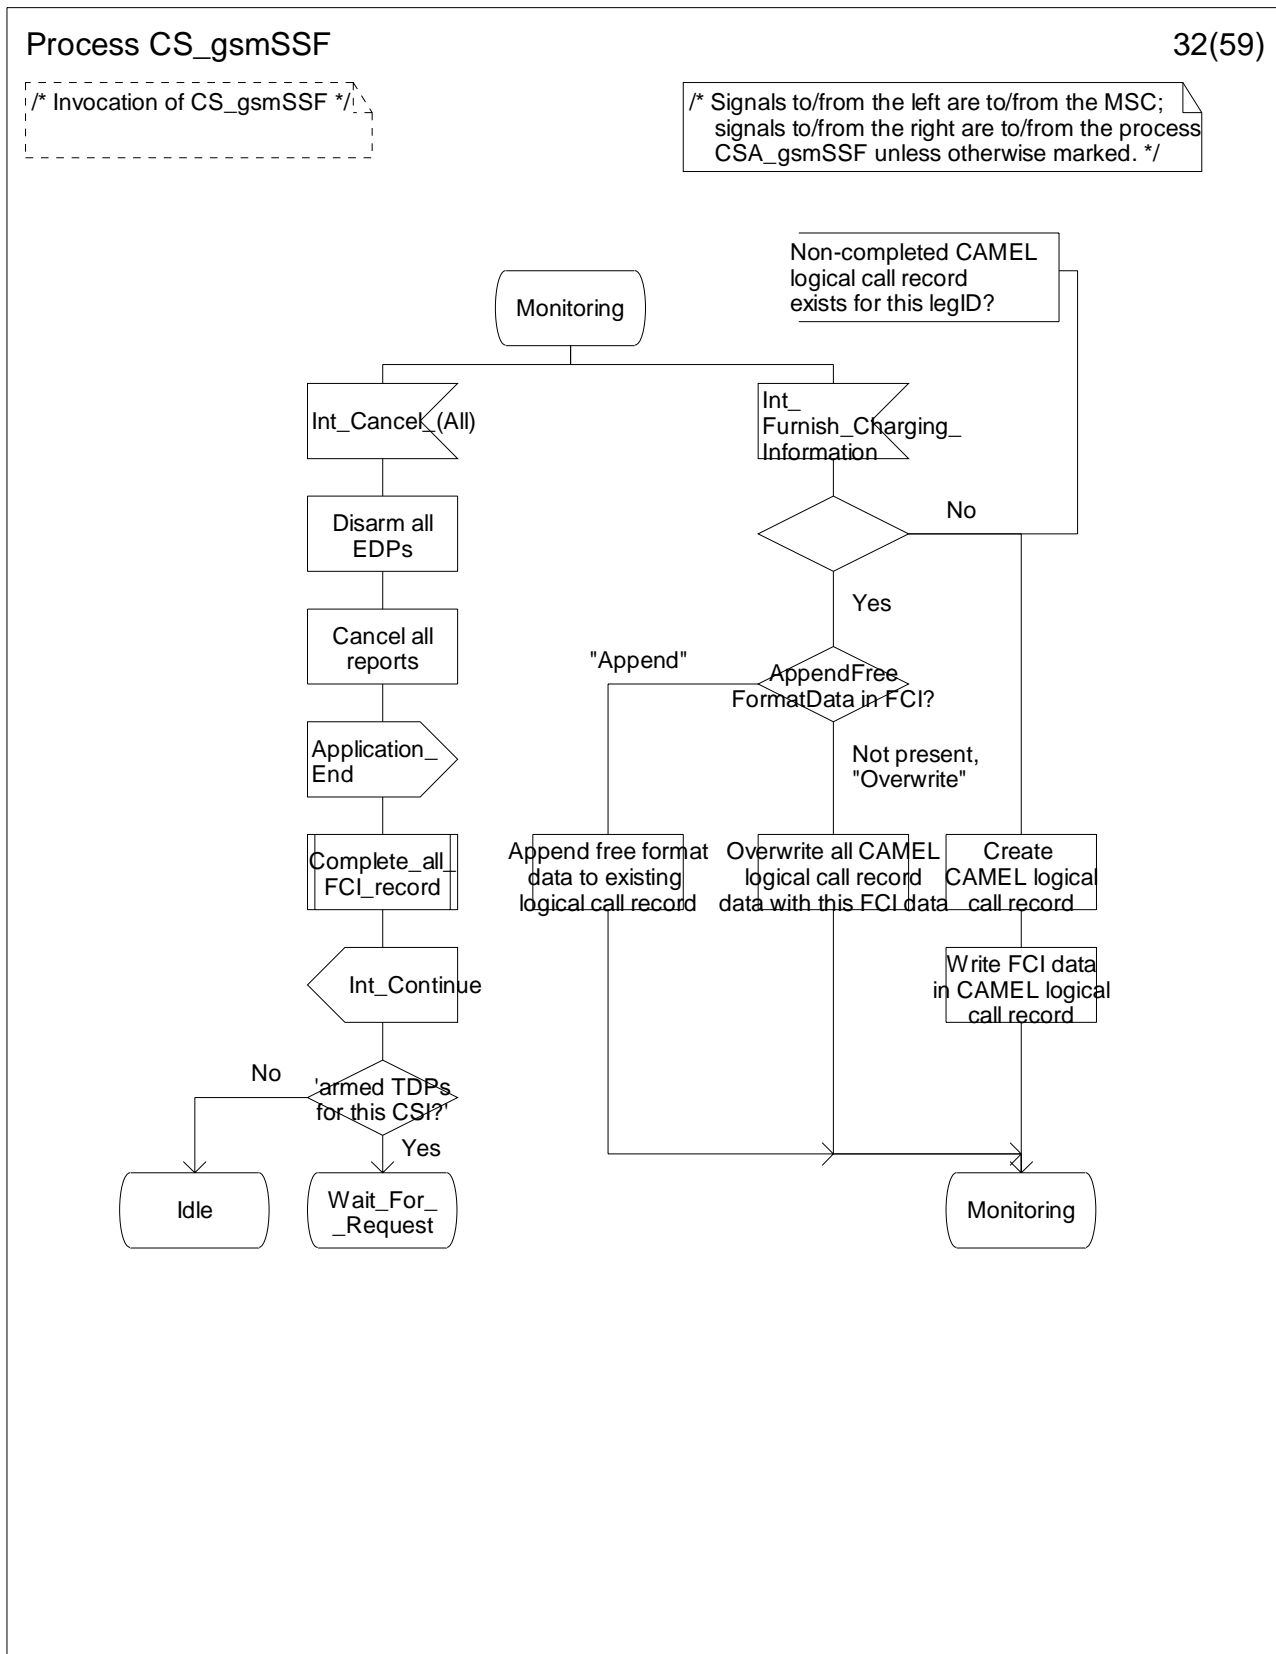 Process CS_gsmSSF
32(59)
/* Invocation of CS_gsmSSF */
/* Signals to/from the left are to/from the MSC;
signals to/from the right are to/from the process
CSA_gsmSSF unless otherwise marked. */
Non-completed CAMEL
logical call record
exists for this legID?
Monitoring
Int_Cancel_(All)
Int_
Furnish_Charging_
Information
Disarm all
EDPs
No
Yes
Cancel all
reports
"Append"
AppendFree
FormatData in FCI?
Application_
End
Not present,
"Overwrite"
Complete_all_
FCI_record
Append free format
data to existing
logical call record
Overwrite all CAMEL
logical call record
data with this FCI data
Create
CAMEL logical
call record
Int_Continue
Write FCI data
in CAMEL logical
call record
No
'armed TDPs
for this CSI?'
Yes
Idle
Wait_For_
_Request
Monitoring